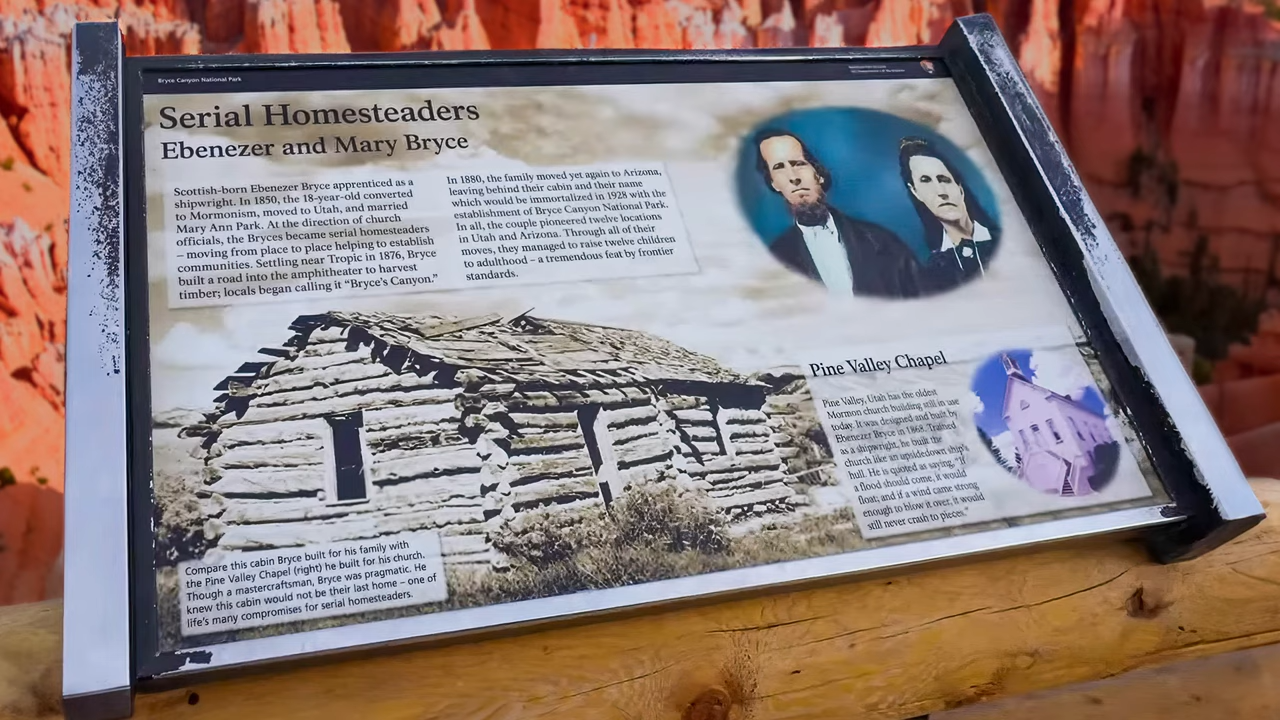 Bryce Canyon National Park
Serial Homesteaders
Ebenezer and Mary Bryce
Scottish-born Ebenezer Bryce apprenticed as a
shipwright. In 1850, the 18-year-old converted
to Mormonism, moved to Utah, and married
Mary Ann Park. At the direction of church
officials, the Bryces became serial homesteaders
– moving from place to place helping to establish
communities. Settling near Tropic in 1876, Bryce
built a road into the amphitheater to harvest
timber; locals began calling it “Bryce’s Canyon.”
In 1880, the family moved yet again to Arizona,
leaving behind their cabin and their name
which would be immortalized in 1928 with the
establishment of Bryce Canyon National Park.
In all, the couple pioneered twelve locations
in Utah and Arizona. Through all of their
moves, they managed to raise twelve children
to adulthood – a tremendous feat by frontier
standards.
Pine Valley Chapel
Pine Valley, Utah has the oldest
Mormon church building still in use
today. It was designed and built by
Ebenezer Bryce in 1868. Trained
as a shipwright, he built the
church like an upsidedown ship’s
hull. He is quoted as saying, “If
a flood should come, it would
float; and if a wind came strong
enough to blow it over, it would
still never crash to pieces.”
Compare this cabin Bryce built for his family with
the Pine Valley Chapel (right) he built for his church.
Though a mastercraftsman, Bryce was pragmatic. He
knew this cabin would not be their last home – one of
life’s many compromises for serial homesteaders.